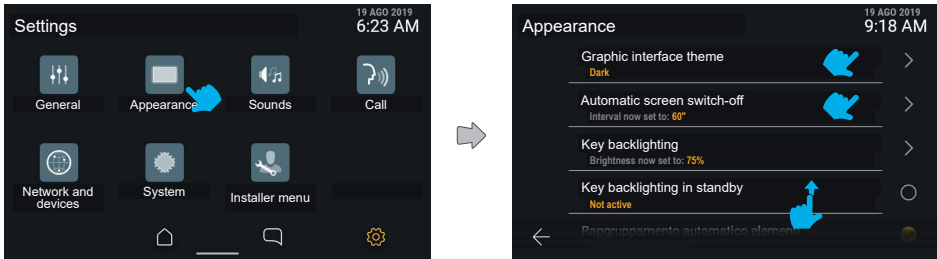 19 AGO 2019
Settings 6:23 AM
General Appearance Sounds Call
Network and
devices
System
Installer menu
19 AGO 2019
Appearance 9:18 AM
Graphic interface theme
Dark
Automatic screen switch-off
Interval now set to: 60"
Key backlighting
Brightness now set to: 75%
Key backlighting in standby
Not active
Raggruppamento automatico elementi